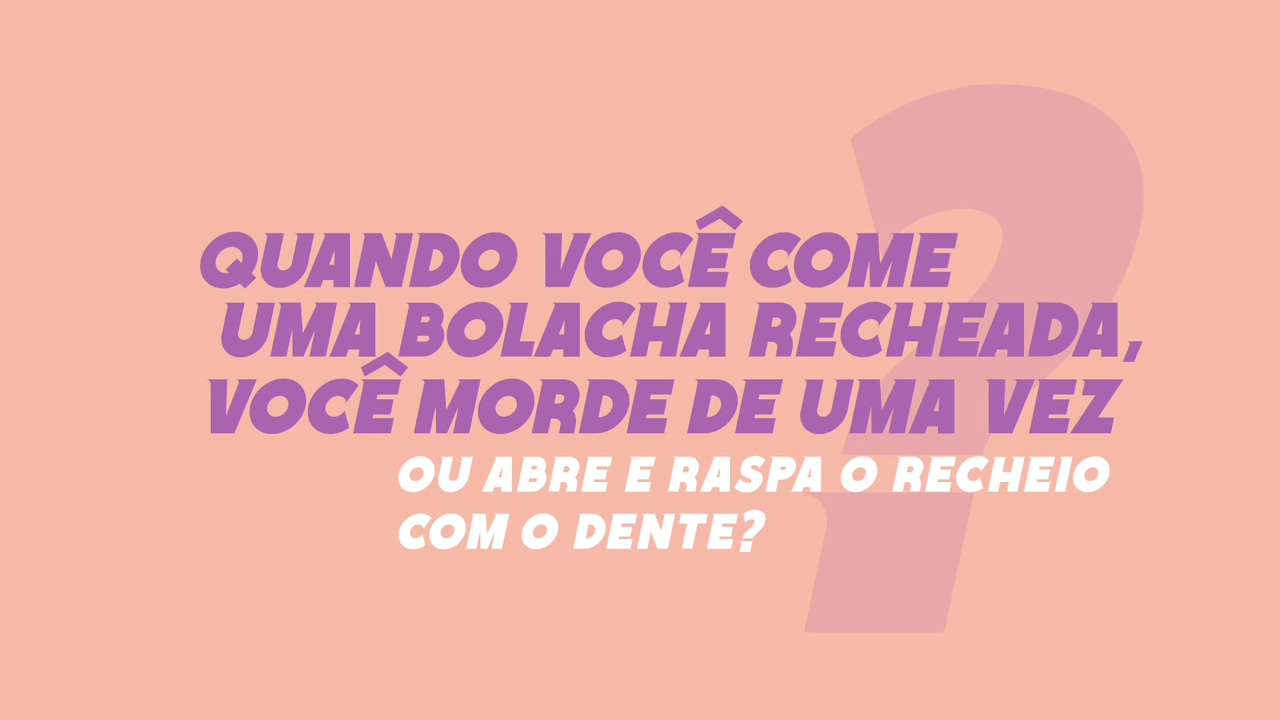 QUANDO VOCÊ COME
UMA BOLACHA RECHEADA,
VOCÊ MORDE DE UMA VEZ
OU ABRE E RASPA O RECHEIO
COM O DENTE?
?